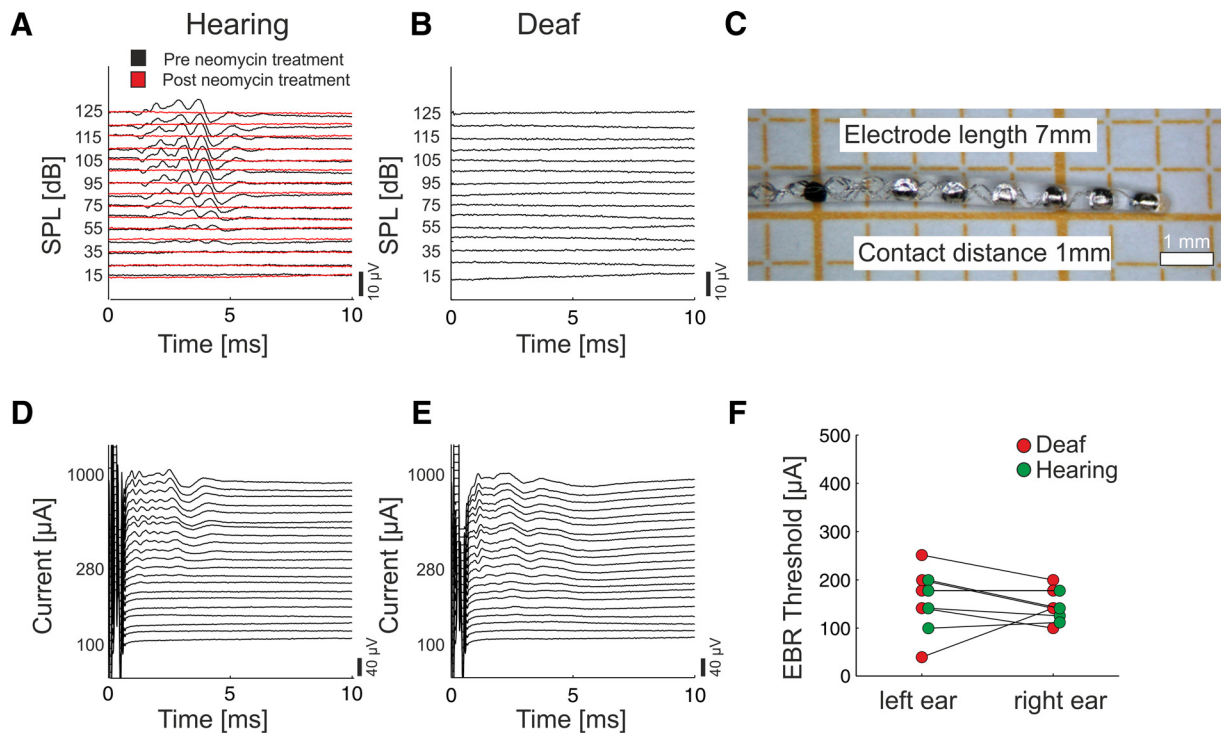 A
Hearing
Pre neomycin treatment
Post neomycin treatment
SPL [dB]
125
115
105
95
75
55
35
15
10 µV
0 5 10
Time [ms]
B
Deaf
SPL [dB]
125
115
105
95
75
55
35
15
10 µV
0 5 10
Time [ms]
C
Electrode length 7mm
Contact distance 1mm
1 mm
D
Current [µA]
1000
280
100
40 µV
0 5 10
Time [ms]
E
Current [µA]
1000
280
100
40 µV
0 5 10
Time [ms]
F
EBR Threshold [µA]
500
400
300
200
100
0
Deaf
Hearing
left ear right ear